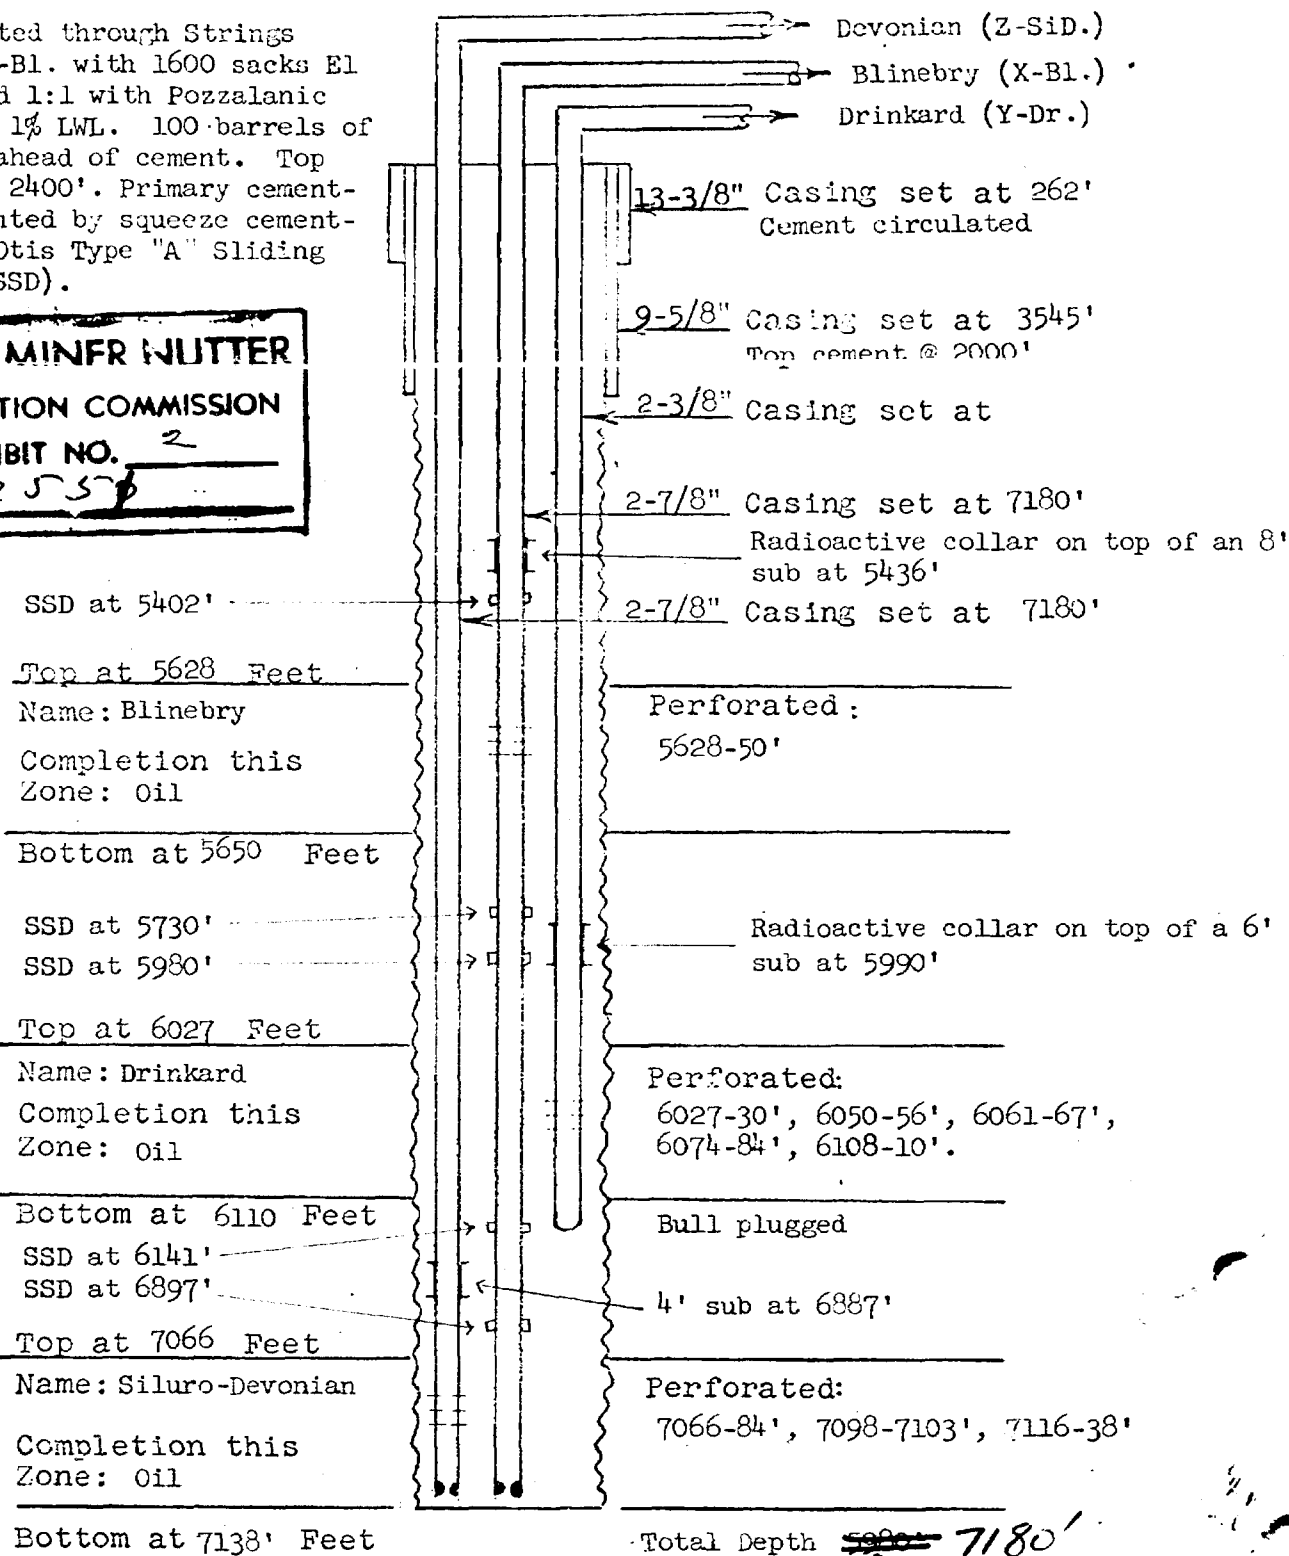 ted through Strings
-Bl. with 1600 sacks El
d 1:1 with Pozzalanic
1% LWL. 100 barrels of
ahead of cement. Top
2400'. Primary cement-
nted by squeeze cement-
Otis Type "A" Sliding
SSD).
MINER NUTTER
TION COMMISSION
IBIT NO. 2
Devonian (Z-SiD.)
Blinebry (X-Bl.)
Drinkard (Y-Dr.)
13-3/8" Casing set at 262'
Cement circulated
9-5/8" Casing set at 3545'
Top cement @ 2000'
2-3/8" Casing set at
2-7/8" Casing set at 7180'
Radioactive collar on top of an 8'
sub at 5436'
SSD at 5402'
2-7/8" Casing set at 7180'
Top at 5628 Feet
Name: Blinebry
Completion this
Zone: Oil
Perforated:
5628-50'
Bottom at 5650 Feet
SSD at 5730'
SSD at 5980'
Radioactive collar on top of a 6'
sub at 5990'
Top at 6027 Feet
Name: Drinkard
Completion this
Zone: Oil
Perforated:
6027-30', 6050-56', 6061-67',
6074-84', 6108-10'.
Bottom at 6110 Feet
Bull plugged
SSD at 6141'
SSD at 6897'
4' sub at 6887'
Top at 7066 Feet
Name: Siluro-Devonian
Completion this
Zone: Oil
Perforated:
7066-84', 7098-7103', 7116-38'
Bottom at 7138' Feet
Total Depth 7180'